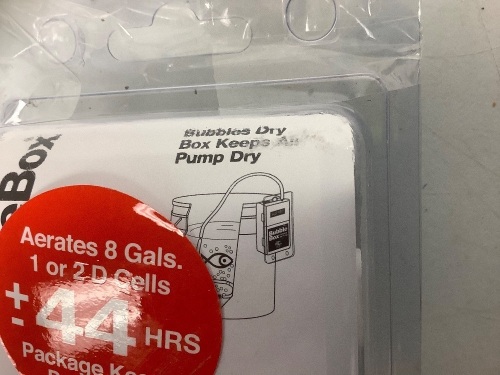 Bubbles Dry
Box Keeps Air
Pump Dry
Box
Bubble
Box
Aerates 8 Gals.
1 or 2 D Cells
±44 HRS
Package